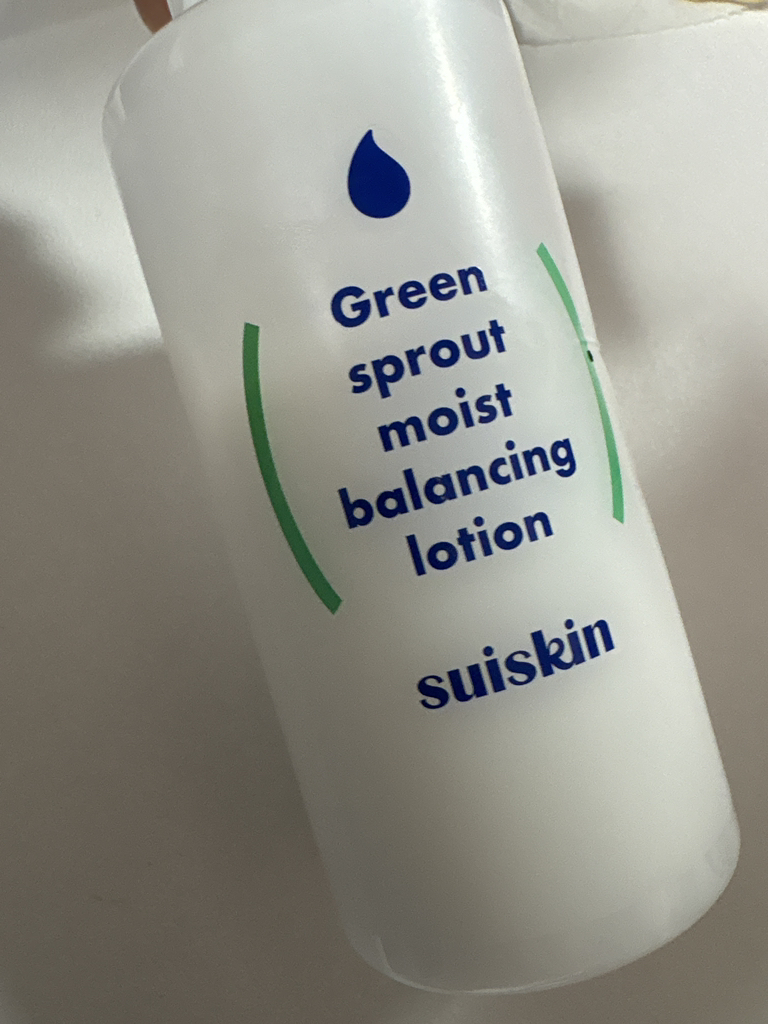 Green
sprout
moist
balancing
lotion
suiskin